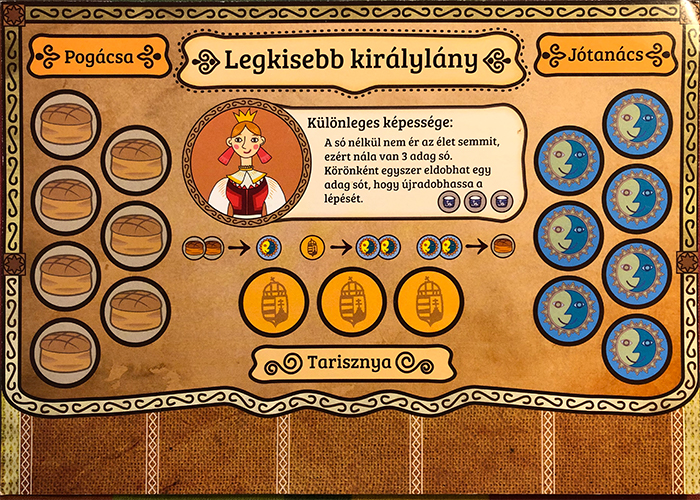 Pogácsa
Legkisebb királylány
Jótanács
Különleges képessége:
A só nélkül nem ér az élet semmit,
ezért nála van 3 adag só.
Körönként egyszer eldobhat egy
adag sót, hogy újradobhassa a
lépését.
Tarisznya